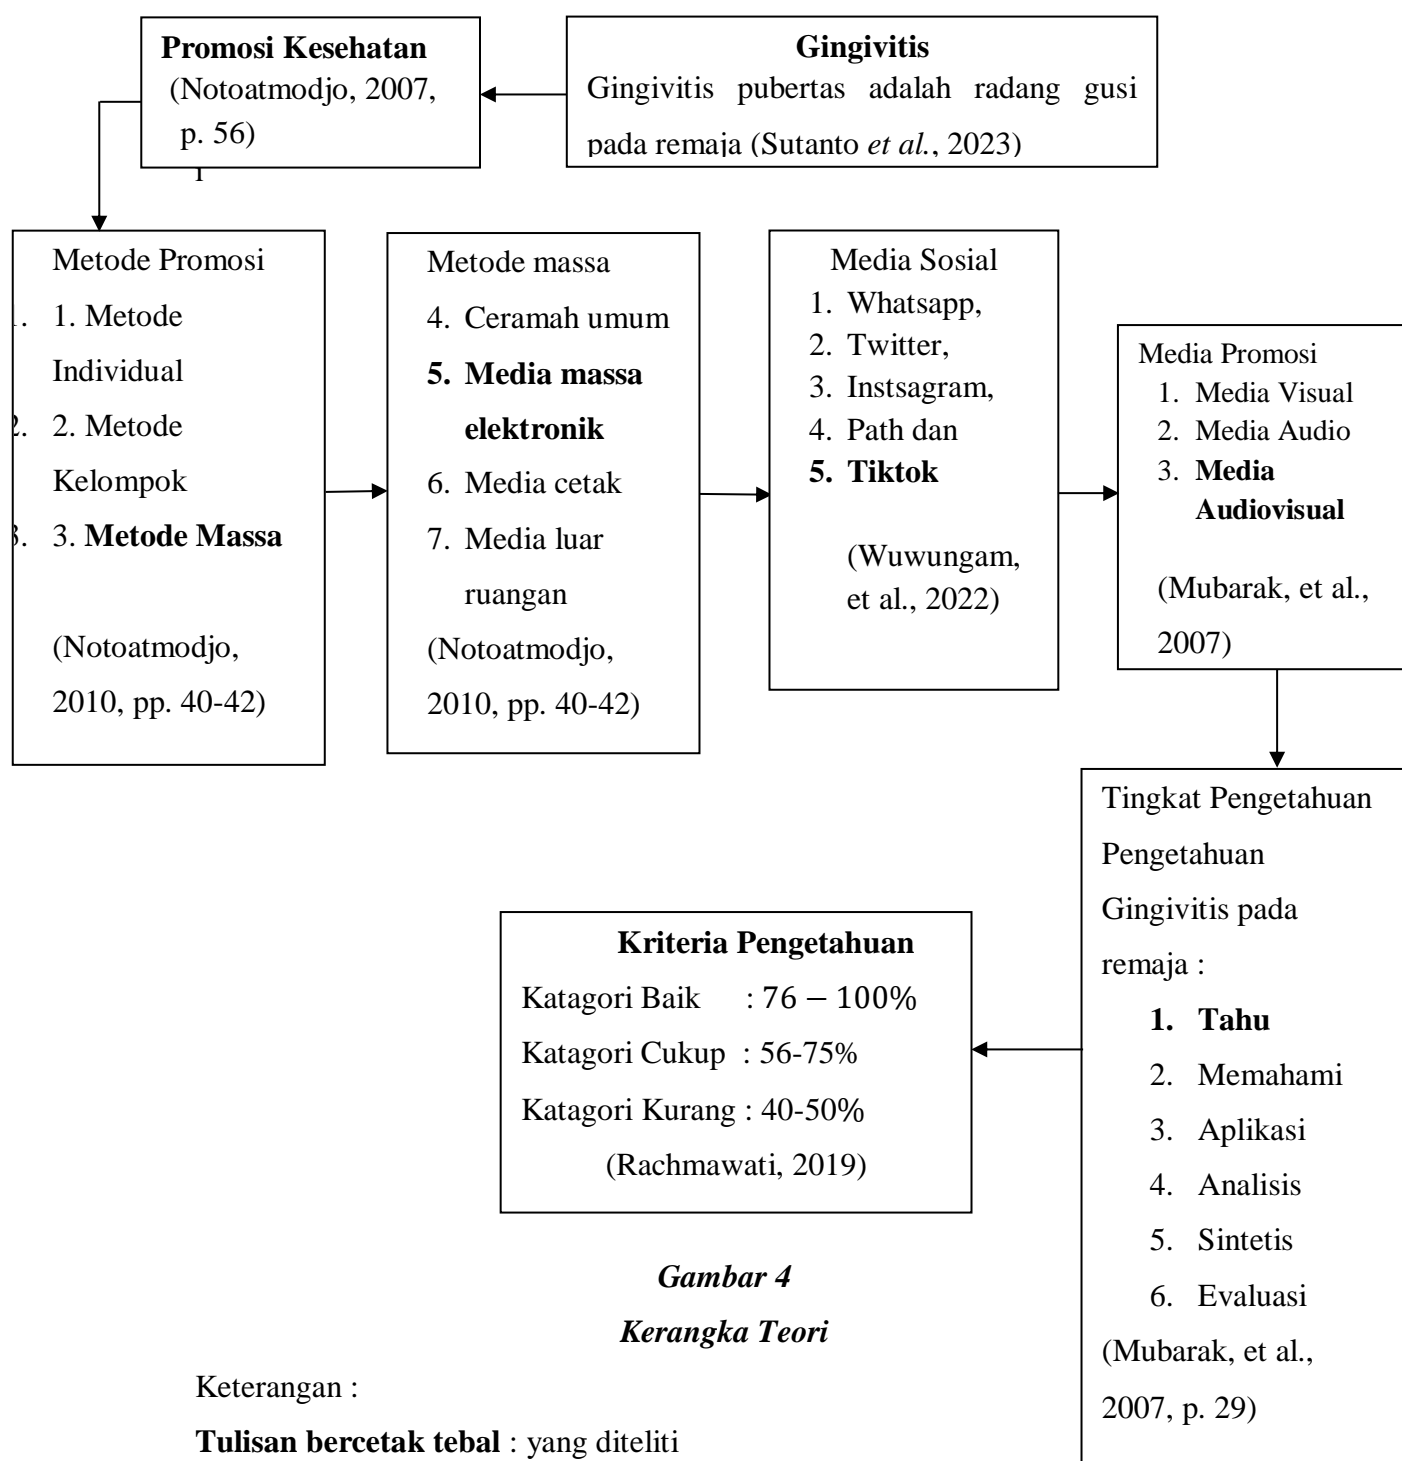 Promosi Kesehatan
(Notoatmodjo, 2007,
p. 56)
Gingivitis
Gingivitis pubertas adalah radang gusi
pada remaja (Sutanto et al., 2023)
Metode Promosi
1. 1. Metode
Individual
2. 2. Metode
Kelompok
3. 3. Metode Massa
(Notoatmodjo,
2010, pp. 40-42)
Metode massa
4. Ceramah umum
5. Media massa
elektronik
6. Media cetak
7. Media luar
ruangan
(Notoatmodjo,
2010, pp. 40-42)
Media Sosial
1. Whatsapp,
2. Twitter,
3. Instsagram,
4. Path dan
5. Tiktok
(Wuwungam,
et al., 2022)
Media Promosi
1. Media Visual
2. Media Audio
3. Media
Audiovisual
(Mubarak, et al.,
2007)
Tingkat Pengetahuan
Pengetahuan
Gingivitis pada
remaja :
1. Tahu
2. Memahami
3. Aplikasi
4. Analisis
5. Sintetis
6. Evaluasi
(Mubarak, et al.,
2007, p. 29)
Kriteria Pengetahuan
Katagori Baik : 76 – 100%
Katagori Cukup : 56-75%
Katagori Kurang : 40-50%
(Rachmawati, 2019)
Gambar 4
Kerangka Teori
Keterangan :
Tulisan bercetak tebal : yang diteliti